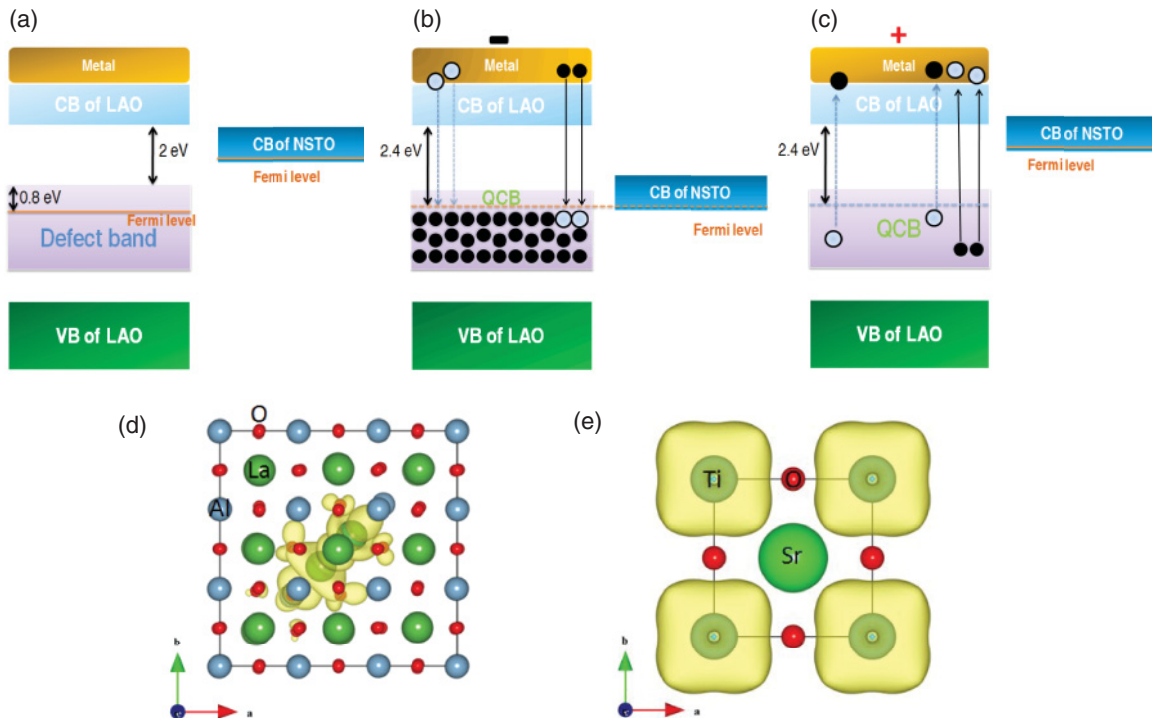 (a)
Metal
CB of LAO
2 eV
CB of NSTO
Fermi level
0.8 eV
Fermi level
Defect band
VB of LAO
(b)
-
Metal
CB of LAO
2.4 eV
QCB
CB of NSTO
Fermi level
VB of LAO
(c)
+
Metal
CB of LAO
2.4 eV
CB of NSTO
Fermi level
QCB
VB of LAO
(d)
O
La
Al
b
c
a
(e)
Ti
O
Sr
b
c
a